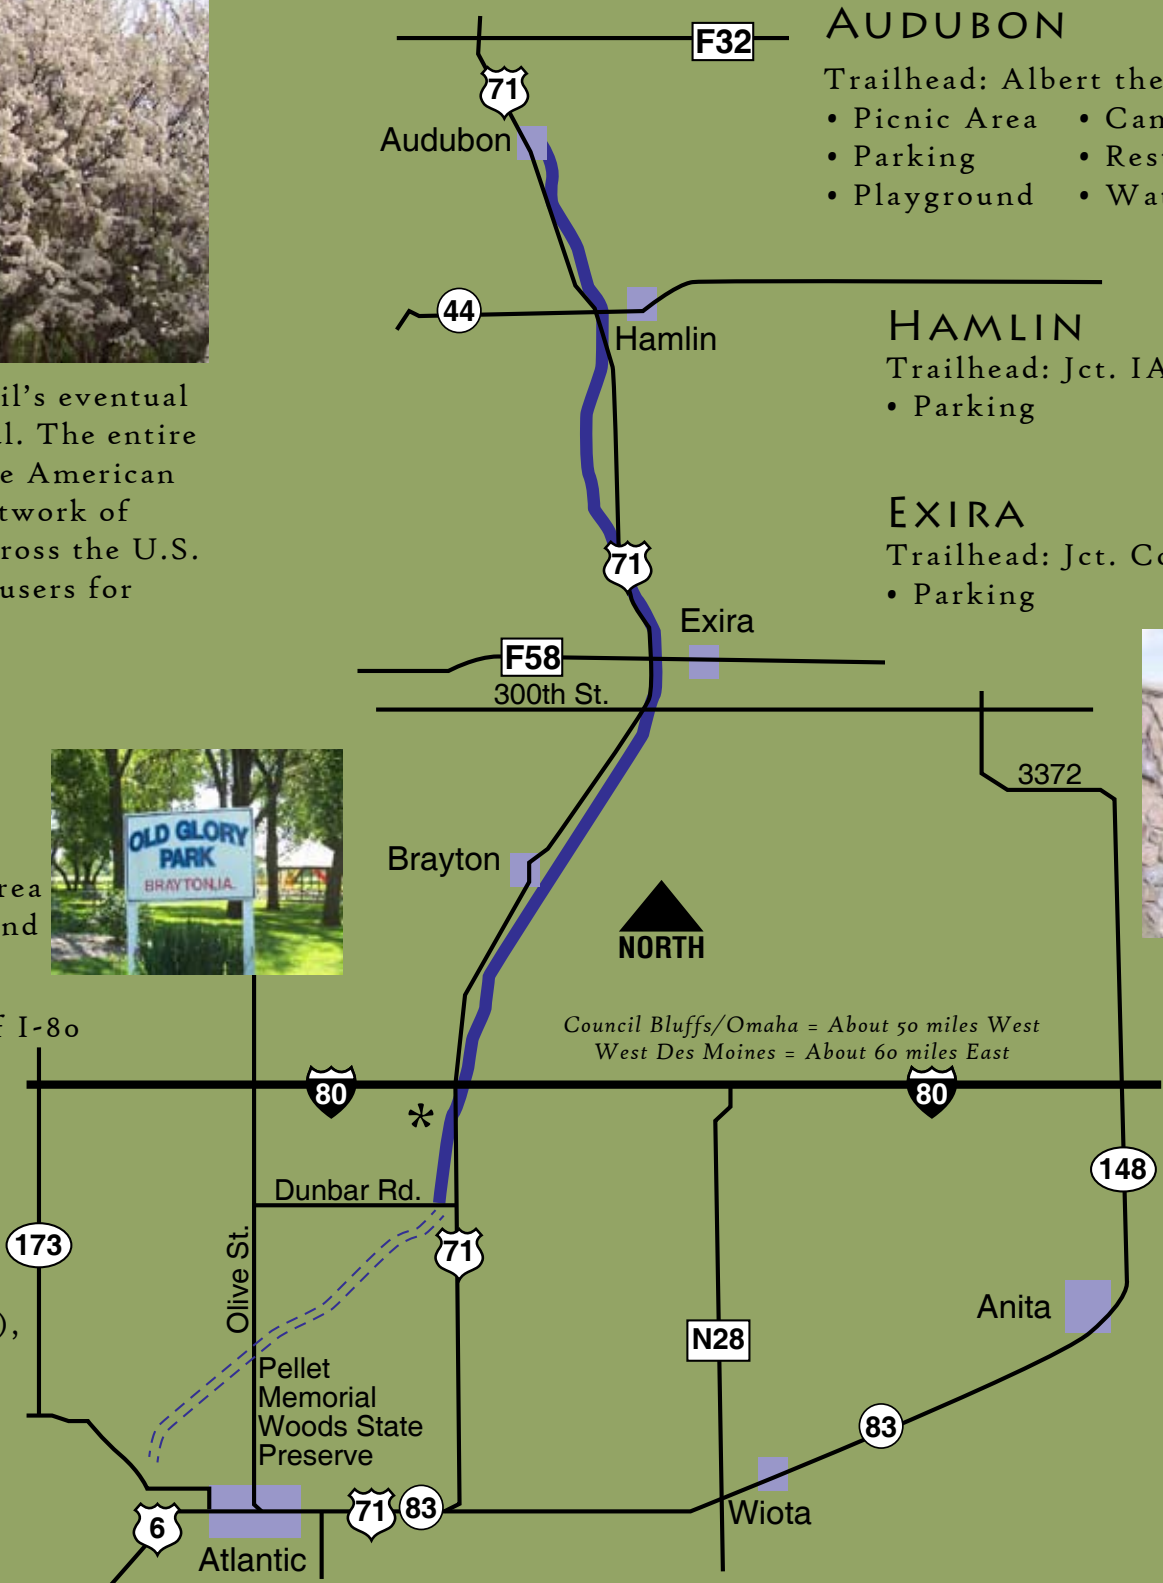 F32
AUDUBON
Trailhead: Albert the
• Picnic Area
• Parking
• Playground
71
Audubon
44
Hamlin
HAMLIN
Trailhead: Jct. IA
• Parking
il's eventual
l. The entire
e American
twork of
ross the U.S.
users for
EXIRA
Trailhead: Jct.
• Parking
71
Exira
F58
300th St.
3372
OLD GLORY
PARK
BRAYTON, IA.
Brayton
NORTH
rea
nd
I-80
Council Bluffs/Omaha = About 50 miles West
West Des Moines = About 60 miles East
80
80
*
148
Dunbar Rd.
173
71
Olive St.
),
Anita
N28
Pellet
Memorial
Woods State
Preserve
83
6
71
83
Wiota
Atlantic